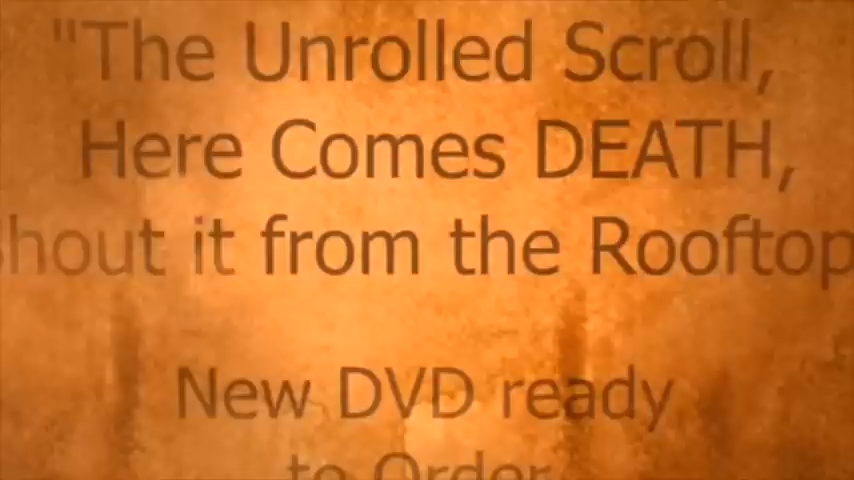 "The Unrolled Scroll,
Here Comes DEATH,
hout it from the Rooftop
New DVD ready
to Order